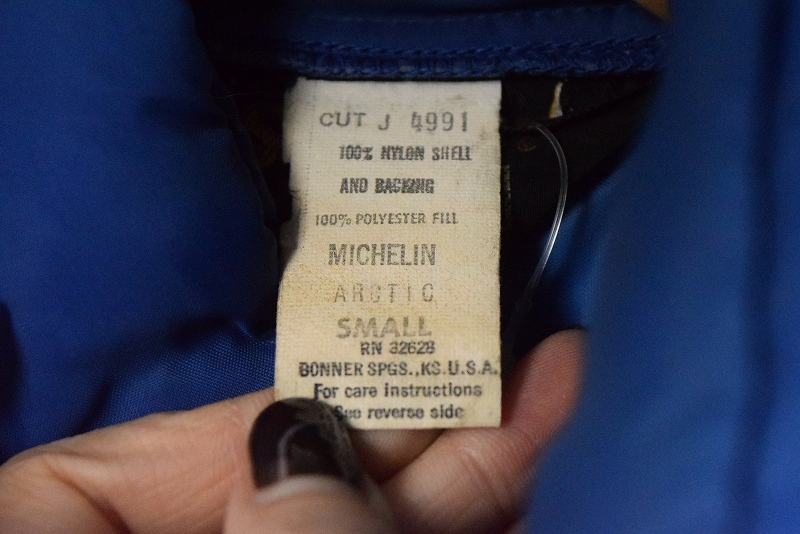 CUT J 4991
100% NYLON SHELL
AND BACKING
100% POLYESTER FILL
MICHELIN
ARCTIC
SMALL
RN 32628
BONNER SPGS., KS. U.S.A.
For care instructions
See reverse side